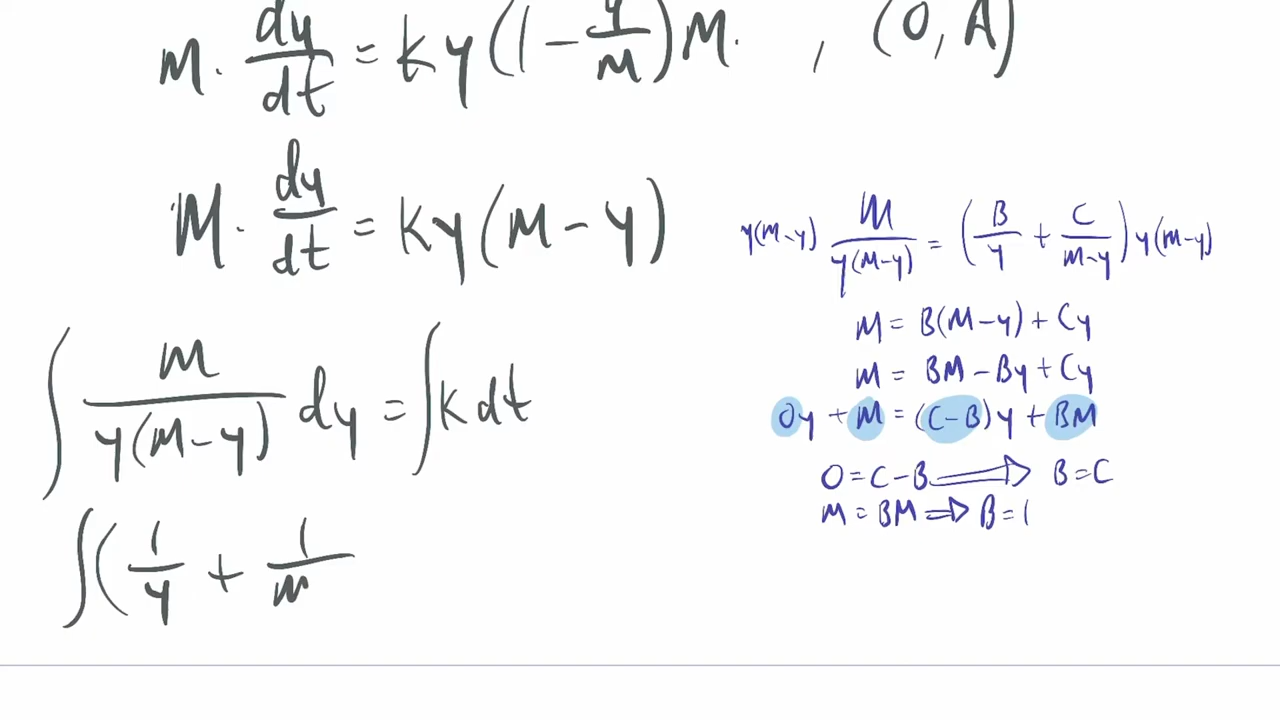 M · dy/dt = ky(1 - y/M)M. , (0, A)
M · dy/dt = ky(M - y)
∫ M/(y(M-y)) dy = ∫ k dt
∫(1/y + 1/m
y(M-y) M/(y(M-y)) = (B/y + C/(M-y)) y(M-y)
M = B(M-y) + Cy
M = BM - By + Cy
0y + M = (C-B)y + BM
0 = C - B ⟹ B = C
M = BM ⟹ B = 1